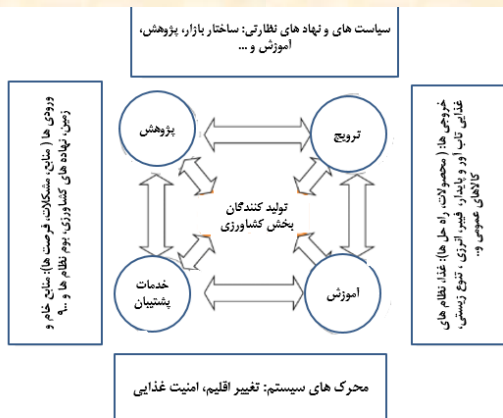 سیاست های و نهاد های نظارتی: ساختار بازار، پژوهش،
آموزش و ...
خروجی ها: ( محصولات، راه حل ها): غذا، نظام های
غذایی تاب آور و پایدار، فیبر، انرژی ، تنوع زیستی،
کالاهای عمومی و..
ترویج
پژوهش
تولید کنندگان
بخش کشاورزی
آموزش
خدمات
پشتیبان
ورودی ها ( منابع، مشکلات، فرصت ها): منابع خام و
زمین، نهاده های کشاورزی، بوم نظام ها و ...۹
محرک های سیستم: تغییر اقلیم، امنیت غذایی